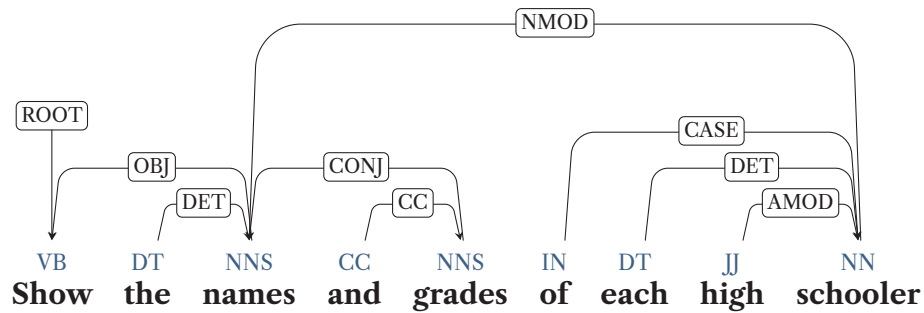 NMOD
ROOT CASE
OBJ CONJ DET
DET CC AMOD
VB DT NNS CC NNS IN DT JJ NN
Show the names and grades of each high schooler